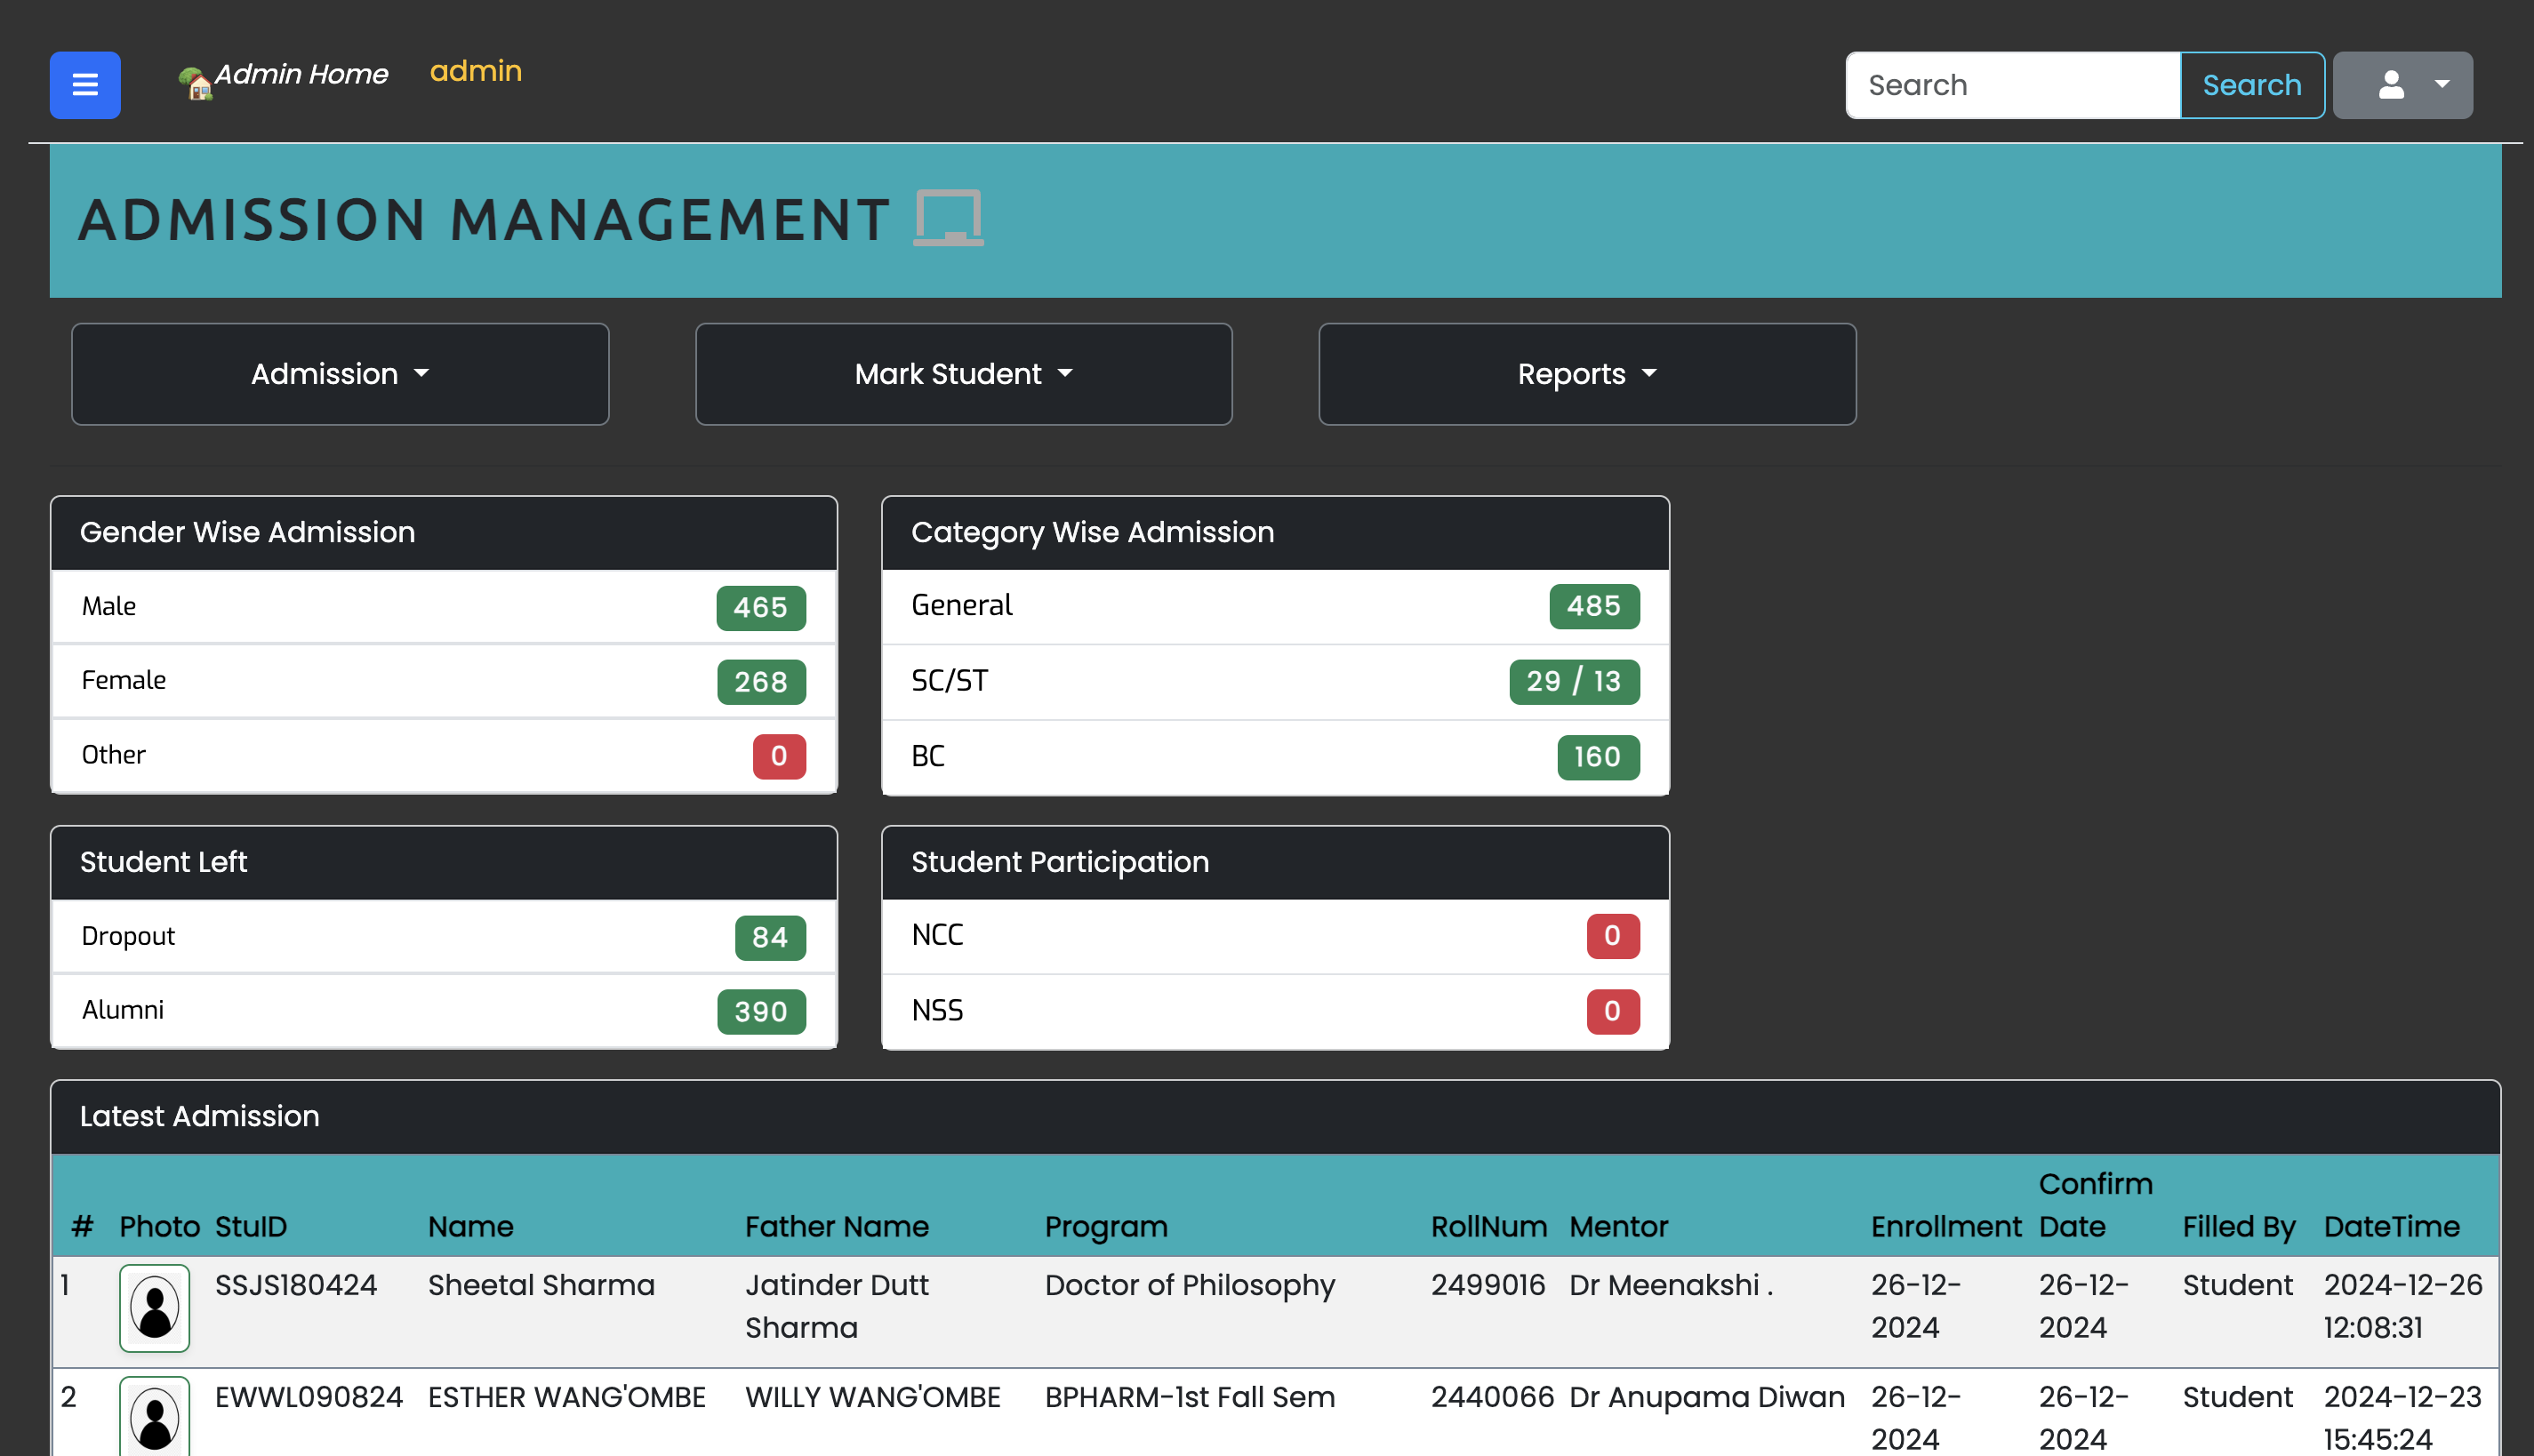 Admin Home admin Search Search
ADMISSION MANAGEMENT
Admission Mark Student Reports
Gender Wise Admission
Male 465
Female 268
Other 0
Category Wise Admission
General 485
SC/ST 29 / 13
BC 160
Student Left
Dropout 84
Alumni 390
Student Participation
NCC 0
NSS 0
Latest Admission
# Photo StuID Name Father Name Program RollNum Mentor Enrollment Confirm Date Filled By DateTime
1 SSJS180424 Sheetal Sharma Jatinder Dutt Doctor of Philosophy 2499016 Dr Meenakshi . 26-12- 26-12- Student 2024-12-26
Sharma 2024 2024 12:08:31
2 EWWL090824 ESTHER WANG'OMBE WILLY WANG'OMBE BPHARM-1st Fall Sem 2440066 Dr Anupama Diwan 26-12- 26-12- Student 2024-12-23
2024 2024 15:45:24